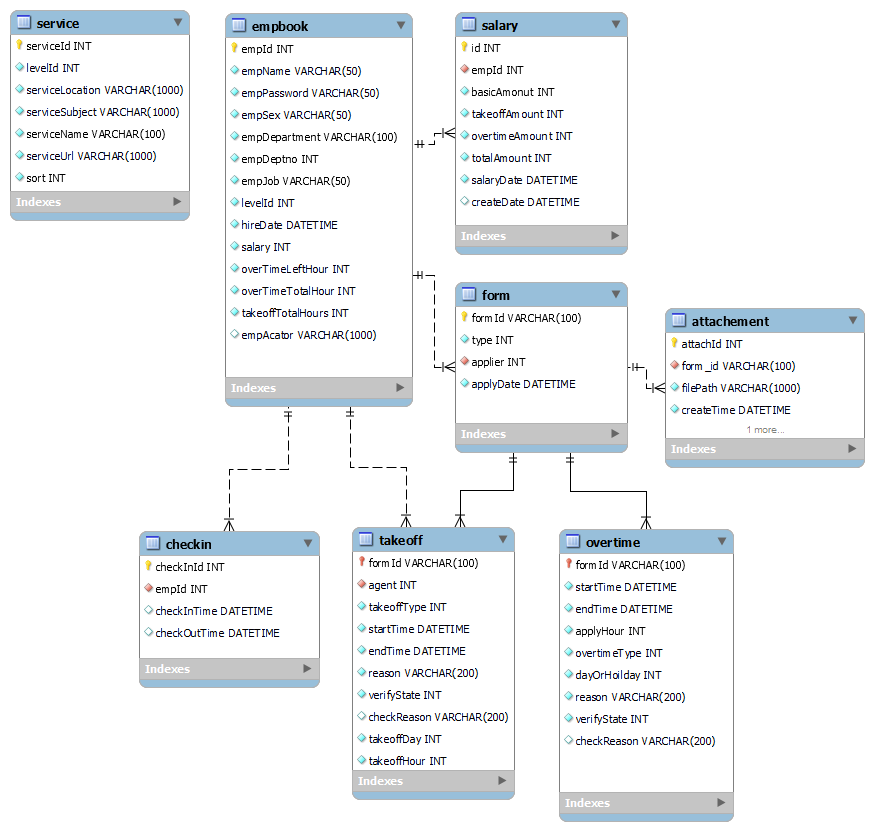 service
serviceId INT
levelId INT
serviceLocation VARCHAR(1000)
serviceSubject VARCHAR(1000)
serviceName VARCHAR(100)
serviceUrl VARCHAR(1000)
sort INT
Indexes
empbook
empId INT
empName VARCHAR(50)
empPassword VARCHAR(50)
empSex VARCHAR(50)
empDepartment VARCHAR(100)
empDeptno INT
empJob VARCHAR(50)
levelId INT
hireDate DATETIME
salary INT
overTimeLeftHour INT
overTimeTotalHour INT
takeoffTotalHours INT
empAcator VARCHAR(1000)
Indexes
salary
id INT
empId INT
basicAmonut INT
takeoffAmount INT
overtimeAmount INT
totalAmount INT
salaryDate DATETIME
createDate DATETIME
Indexes
form
formId VARCHAR(100)
type INT
applier INT
applyDate DATETIME
Indexes
attachement
attachId INT
form_id VARCHAR(100)
filePath VARCHAR(1000)
createTime DATETIME
1 more...
Indexes
checkin
checkInId INT
empId INT
checkInTime DATETIME
checkOutTime DATETIME
Indexes
takeoff
formId VARCHAR(100)
agent INT
takeoffType INT
startTime DATETIME
endTime DATETIME
reason VARCHAR(200)
verifyState INT
checkReason VARCHAR(200)
takeoffDay INT
takeoffHour INT
Indexes
overtime
formId VARCHAR(100)
startTime DATETIME
endTime DATETIME
applyHour INT
overtimeType INT
dayOrHoilday INT
reason VARCHAR(200)
verifyState INT
checkReason VARCHAR(200)
Indexes